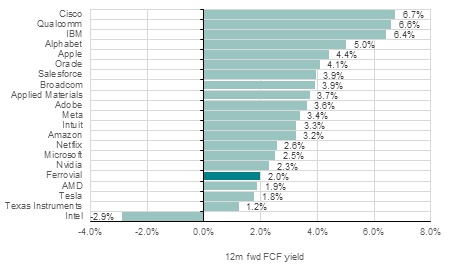 Cisco 6.7%
Qualcomm 6.6%
IBM 6.4%
Alphabet 5.0%
Apple 4.4%
Oracle 4.1%
Salesforce 3.9%
Broadcom 3.9%
Applied Materials 3.7%
Adobe 3.6%
Meta 3.4%
Intuit 3.3%
Amazon 3.2%
Netflix 2.6%
Microsoft 2.5%
Nvidia 2.3%
Ferrovial 2.0%
AMD 1.9%
Tesla 1.8%
Texas Instruments 1.2%
Intel -2.9%
-4.0% -2.0% 0.0% 2.0% 4.0% 6.0% 8.0%
12m fwd FCF yield